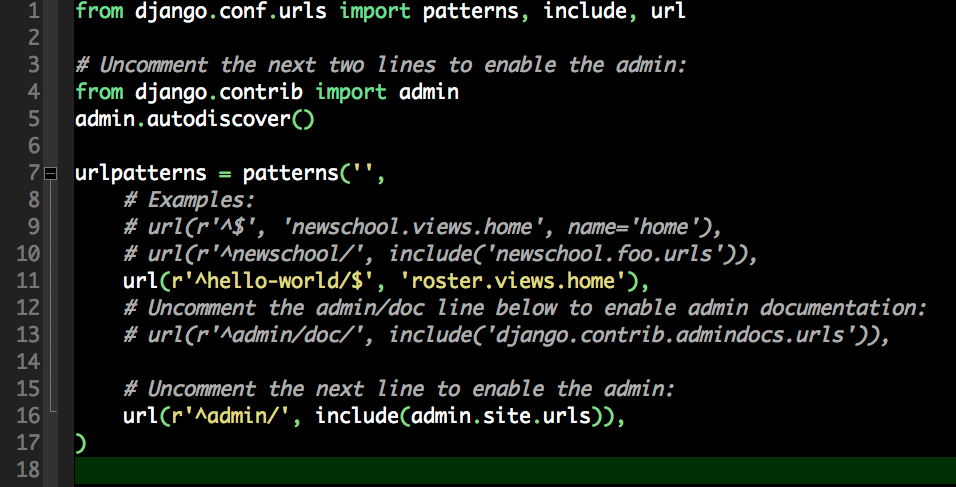 1 from django.conf.urls import patterns, include, url
2
3 # Uncomment the next two lines to enable the admin:
4 from django.contrib import admin
5 admin.autodiscover()
6
7 urlpatterns = patterns('',
8     # Examples:
9     # url(r'^$', 'newschool.views.home', name='home'),
10     # url(r'^newschool/', include('newschool.foo.urls')),
11     url(r'^hello-world/$', 'roster.views.home'),
12     # Uncomment the admin/doc line below to enable admin documentation:
13     # url(r'^admin/doc/', include('django.contrib.admindocs.urls')),
14
15     # Uncomment the next line to enable the admin:
16     url(r'^admin/', include(admin.site.urls)),
17 )
18